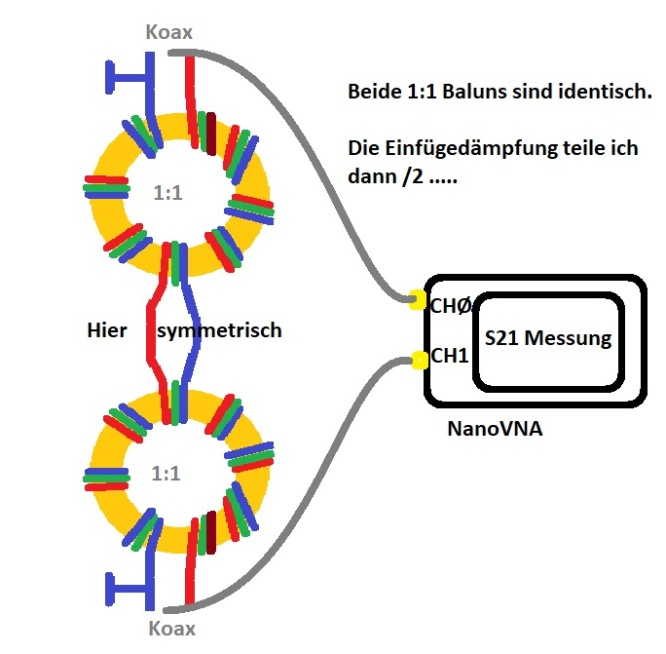 Koax
Beide 1:1 Baluns sind identisch.
Die Einfügedämpfung teile ich
dann /2 .....
1:1
CHØ
Hier symmetrisch
S21 Messung
CH1
NanoVNA
1:1
Koax